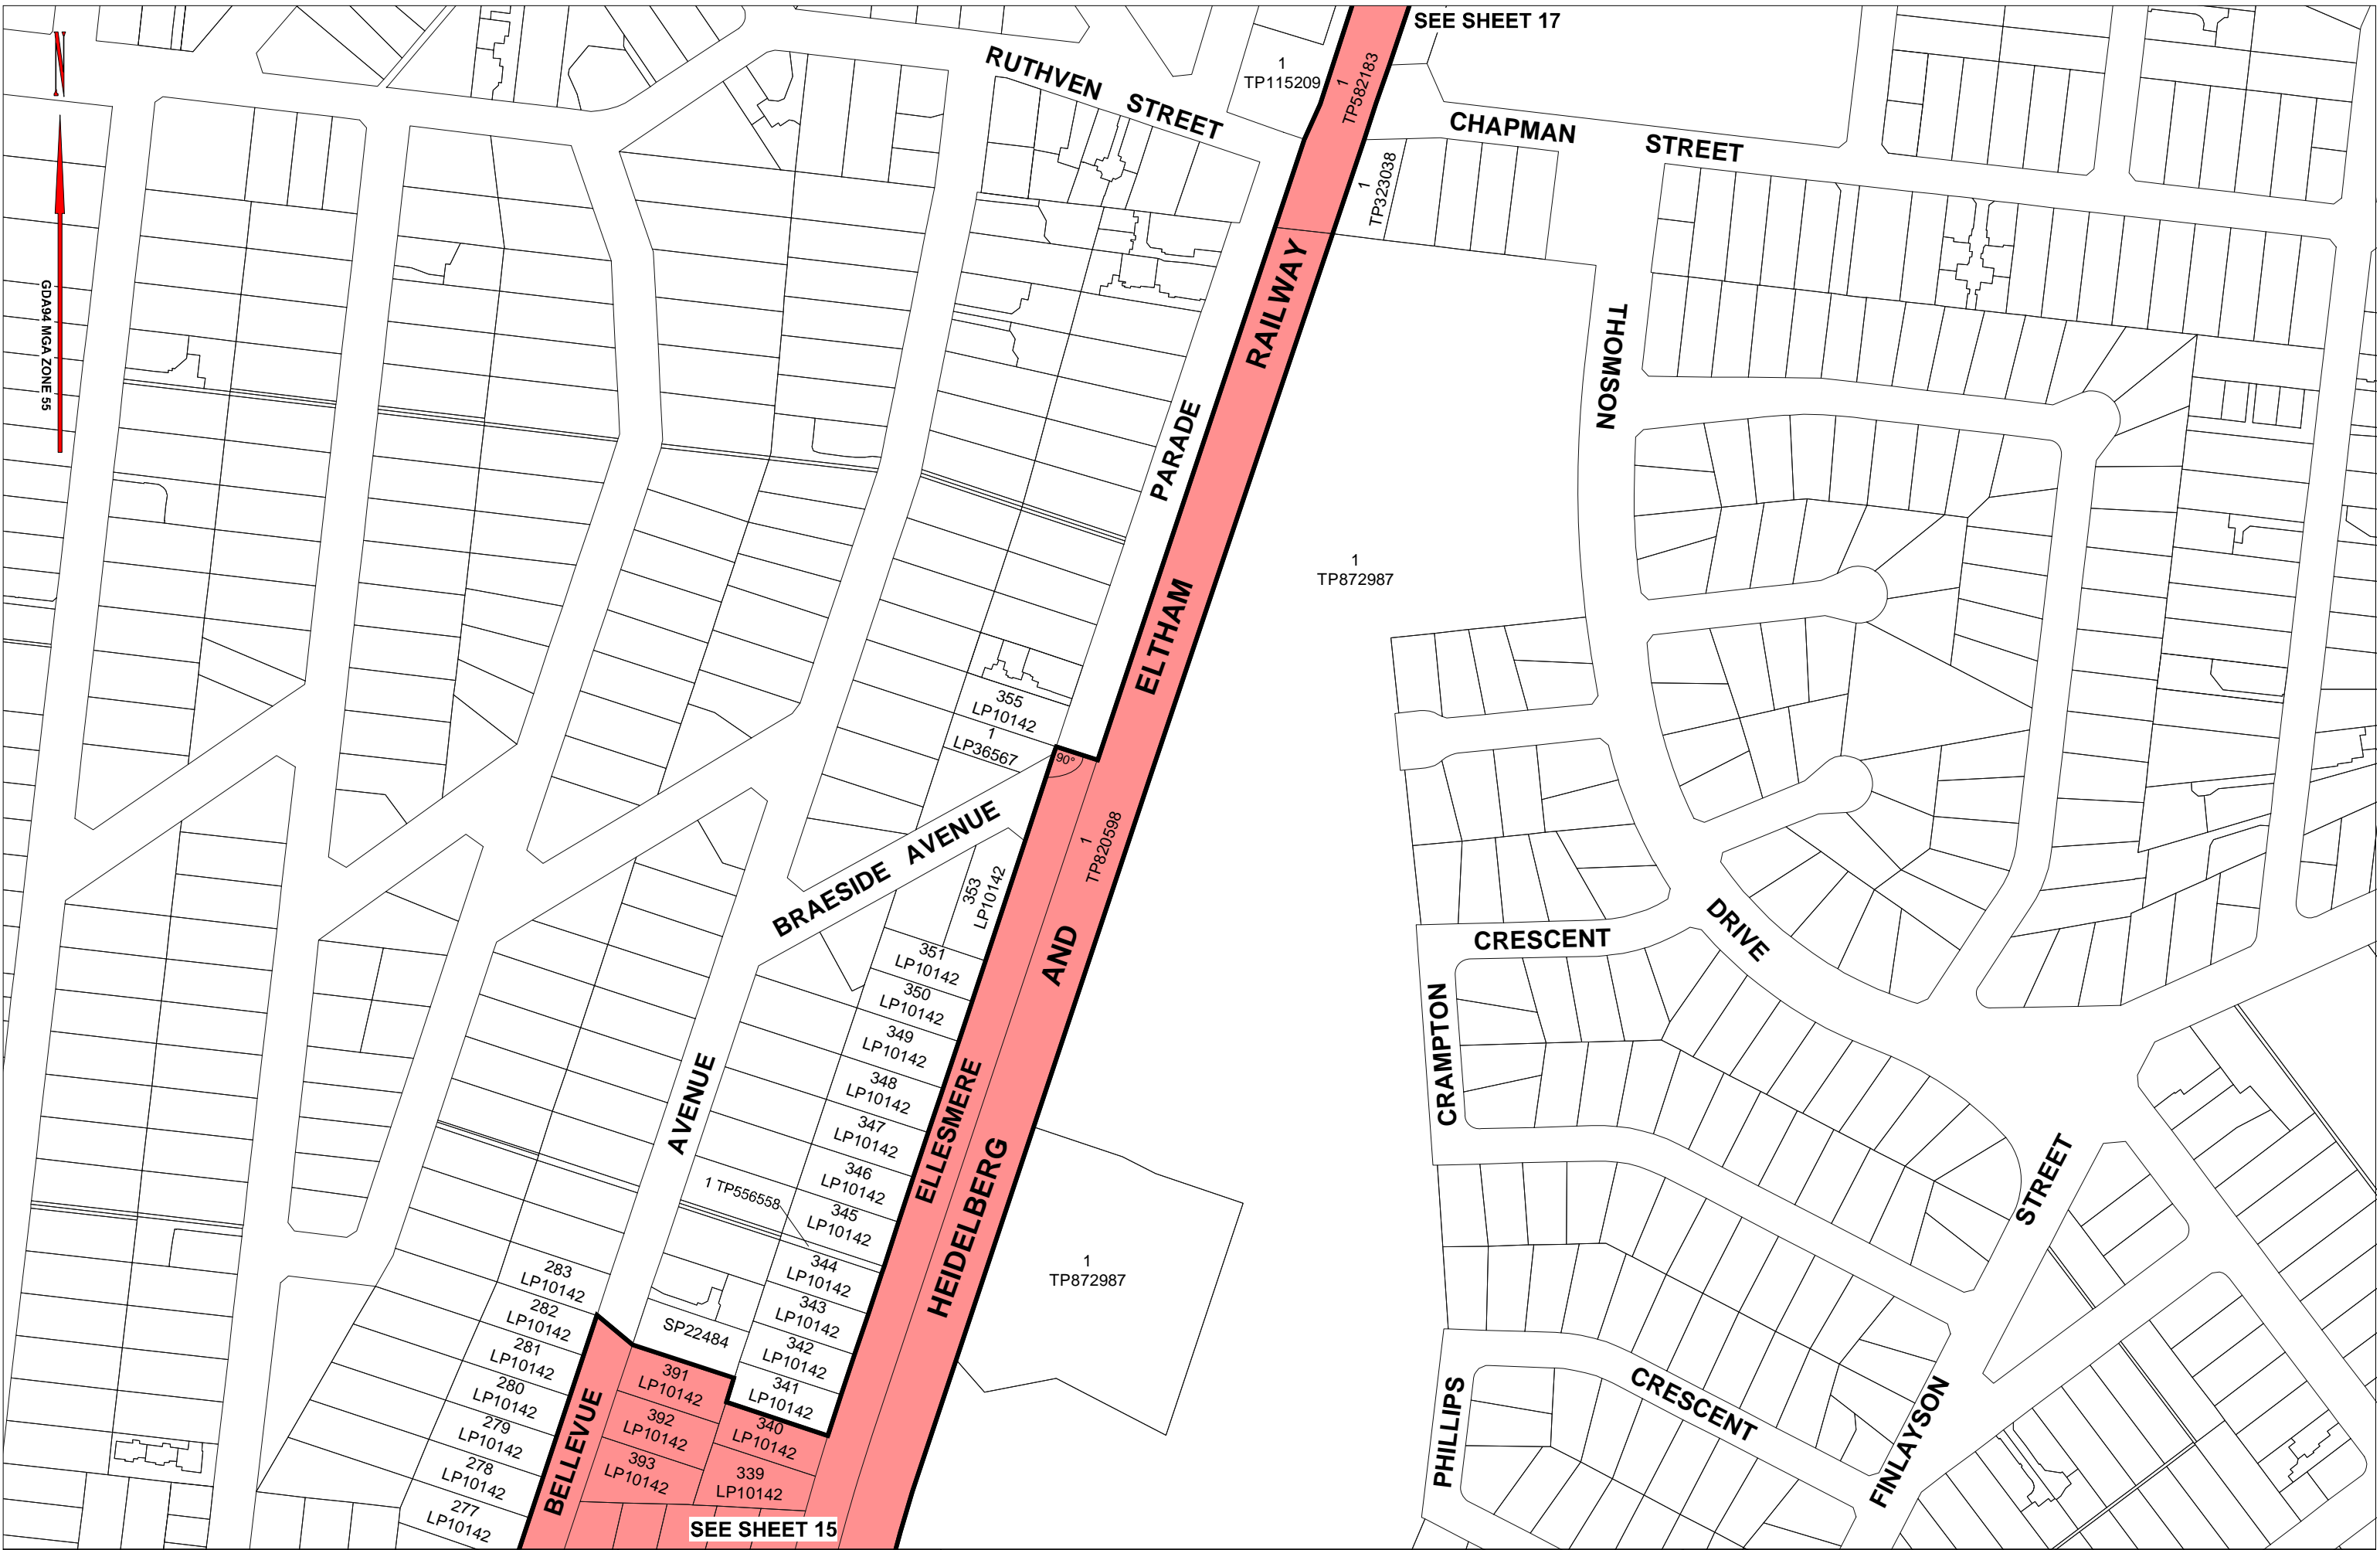 SEE SHEET 17
RUTHVEN STREET
1
TP115209
1
TP582183
CHAPMAN STREET
1
TP323038
GDA94 MGA ZONE 55
N
RAILWAY
THOMSON
PARADE
1
TP872987
ELTHAM
355
LP10142
1
LP36567
90°
BRAESIDE AVENUE
1
TP820598
353
LP10142
DRIVE
CRESCENT
AND
351
LP10142
350
LP10142
349
LP10142
348
LP10142
347
LP10142
346
LP10142
345
LP10142
344
LP10142
343
LP10142
342
LP10142
341
LP10142
AVENUE
ELLESMERE
HEIDELBERG
CRAMPTON
STREET
1 TP556558
1
TP872987
SP22484
283
LP10142
282
LP10142
281
LP10142
280
LP10142
279
LP10142
278
LP10142
277
LP10142
BELLEVUE
391
LP10142
392
LP10142
393
LP10142
340
LP10142
339
LP10142
PHILLIPS
CRESCENT
FINLAYSON
SEE SHEET 15